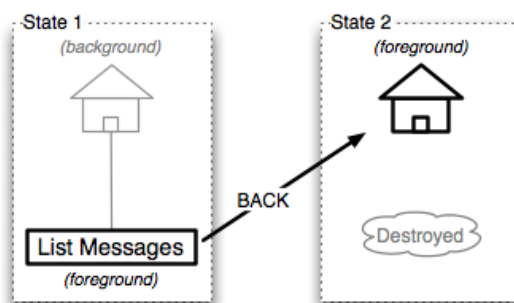 State 1
(background)
List Messages
(foreground)
BACK
State 2
(foreground)
Destroyed